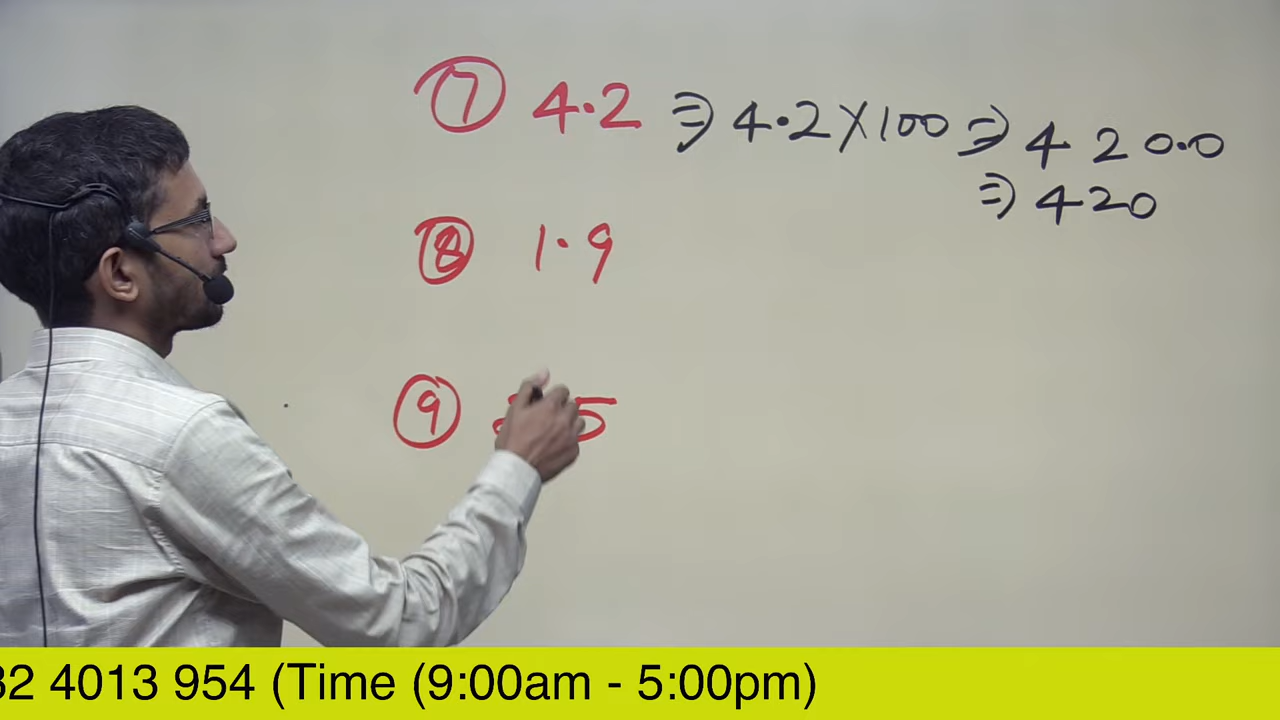 ⑦ 4.2 ⇒ 4.2 X 100 ⇒ 4 2 0.0
⇒ 420
⑧ 1.9
⑨ 5
32 4013 954 (Time (9:00am - 5:00pm)